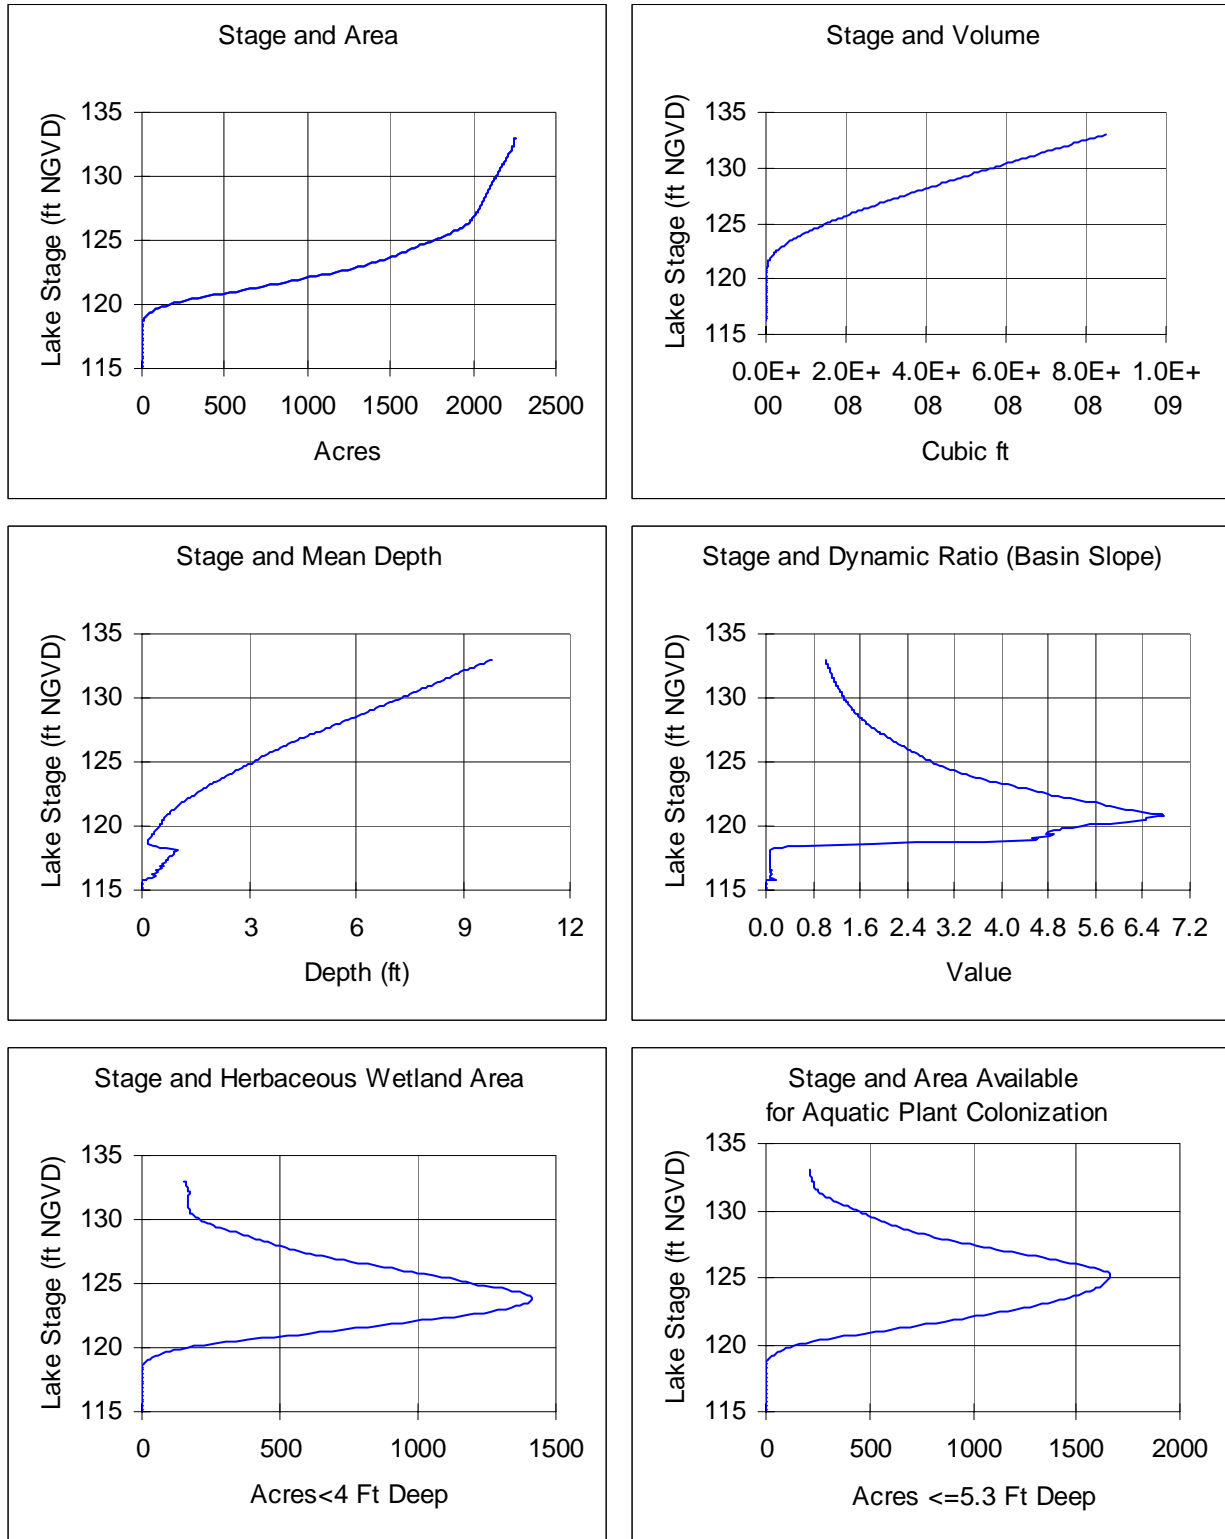 Stage and Area
Lake Stage (ft NGVD)
135
130
125
120
115
0 500 1000 1500 2000 2500
Acres
Stage and Volume
Lake Stage (ft NGVD)
135
130
125
120
115
0.0E+ 2.0E+ 4.0E+ 6.0E+ 8.0E+ 1.0E+
00 08 08 08 08 09
Cubic ft
Stage and Mean Depth
Lake Stage (ft NGVD)
135
130
125
120
115
0 3 6 9 12
Depth (ft)
Stage and Dynamic Ratio (Basin Slope)
Lake Stage (ft NGVD)
135
130
125
120
115
0.0 0.8 1.6 2.4 3.2 4.0 4.8 5.6 6.4 7.2
Value
Stage and Herbaceous Wetland Area
Lake Stage (ft NGVD)
135
130
125
120
115
0 500 1000 1500
Acres<4 Ft Deep
Stage and Area Available
for Aquatic Plant Colonization
Lake Stage (ft NGVD)
135
130
125
120
115
0 500 1000 1500 2000
Acres <=5.3 Ft Deep